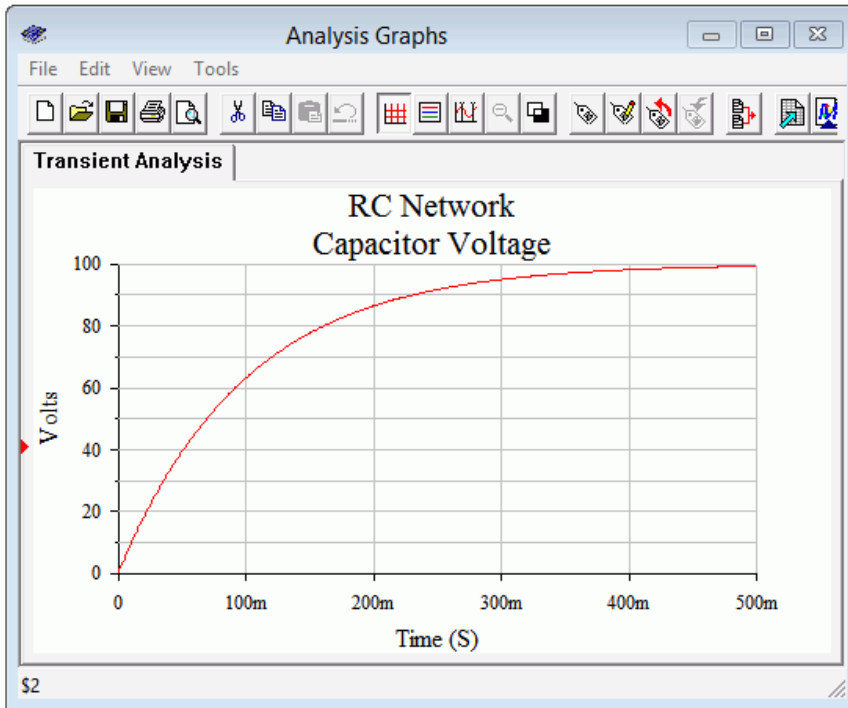 Analysis Graphs
File Edit View Tools
Transient Analysis
RC Network
Capacitor Voltage
Volts
100
80
60
40
20
0
0 100m 200m 300m 400m 500m
Time (S)
$2